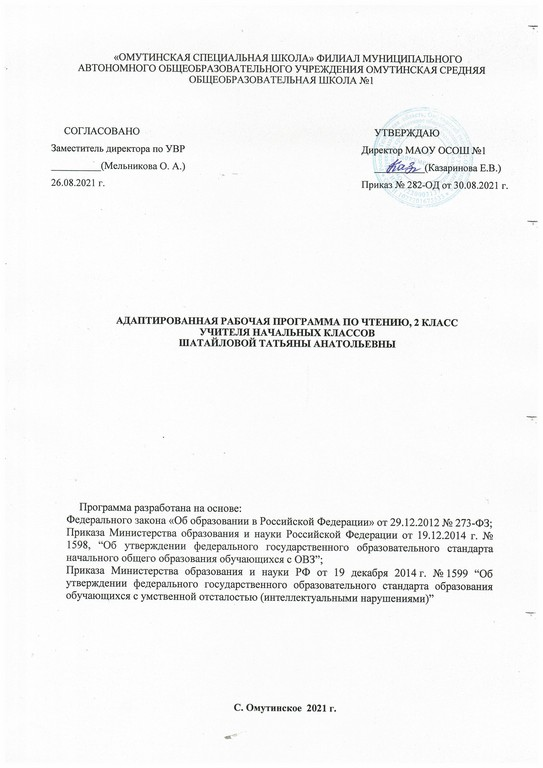 «ОМУТИНСКАЯ СПЕЦИАЛЬНАЯ ШКОЛА» ФИЛИАЛ МУНИЦИПАЛЬНОГО
АВТОНОМНОГО ОБЩЕОБРАЗОВАТЕЛЬНОГО УЧРЕЖДЕНИЯ ОМУТИНСКАЯ СРЕДНЯЯ
ОБЩЕОБРАЗОВАТЕЛЬНАЯ ШКОЛА №1
СОГЛАСОВАНО
Заместитель директора по УВР
__________(Мельникова О. А.)
26.08.2021 г.
УТВЕРЖДАЮ
Директор МАОУ ОСОШ №1
__________(Казаринова Е.В.)
Приказ № 282-ОД от 30.08.2021 г.
АДАПТИРОВАННАЯ РАБОЧАЯ ПРОГРАММА ПО ЧТЕНИЮ, 2 КЛАСС
УЧИТЕЛЯ НАЧАЛЬНЫХ КЛАССОВ
ШАТАЙЛОВОЙ ТАТЬЯНЫ АНАТОЛЬЕВНЫ
Программа разработана на основе:
Федерального закона «Об образовании в Российской Федерации» от 29.12.2012 № 273-ФЗ;
Приказа Министерства образования и науки Российской Федерации от 19.12.2014 г. №
1598, “Об утверждении федерального государственного образовательного стандарта
начального общего образования обучающихся с ОВЗ”;
Приказа Министерства образования и науки РФ от 19 декабря 2014 г. № 1599 “Об
утверждении федерального государственного образовательного стандарта образования
обучающихся с умственной отсталостью (интеллектуальными нарушениями)”
С. Омутинское 2021 г.